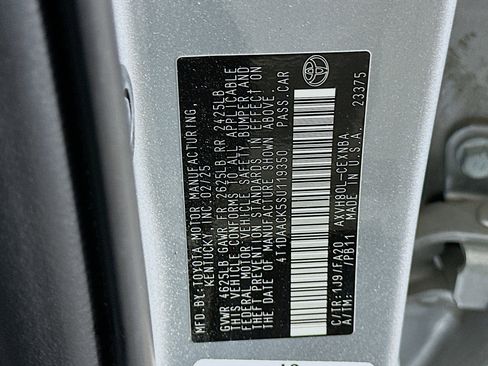 MFD. BY: TOYOTA MOTOR MANUFACTURING,
KENTUCKY, INC. 02/25
GVWR 4625LB GAWR FR 2625LB RR 2425LB
THIS VEHICLE CONFORMS TO ALL APPLICABLE
FEDERAL MOTOR VEHICLE SAFETY, BUMPER, AND
THEFT PREVENTION STANDARDS IN EFFECT ON
THE DATE OF MANUFACTURE SHOWN ABOVE.
4T1DAACK5SU119350 PASS.CAR
C/TR:1J9/FA20 AXVH80L-CEXNBA
A/TM: /PB11 MADE IN U.S.A. 23375